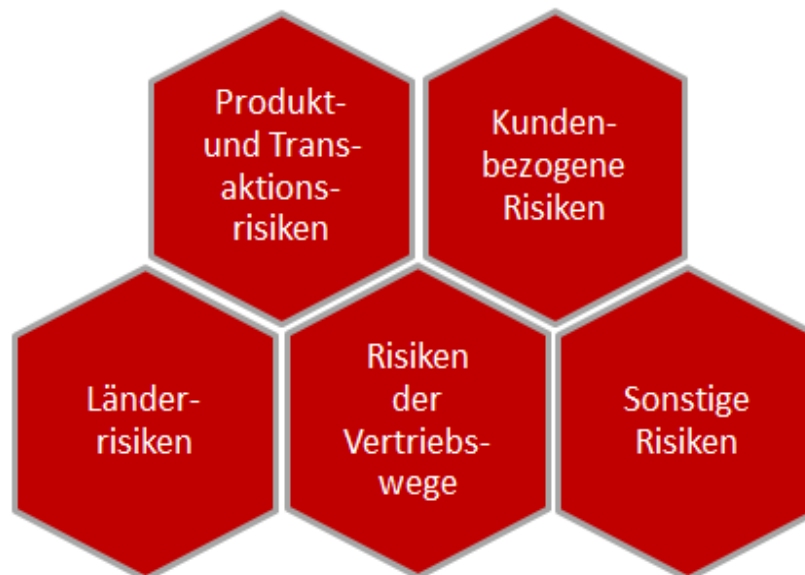 Produkt-
und Trans-
aktions-
risiken
Kunden-
bezogene
Risiken
Länder-
risiken
Risiken
der
Vertriebs-
wege
Sonstige
Risiken